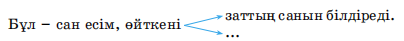 заттың санын білдіреді.
Бұл – сан есім, өйткені
...